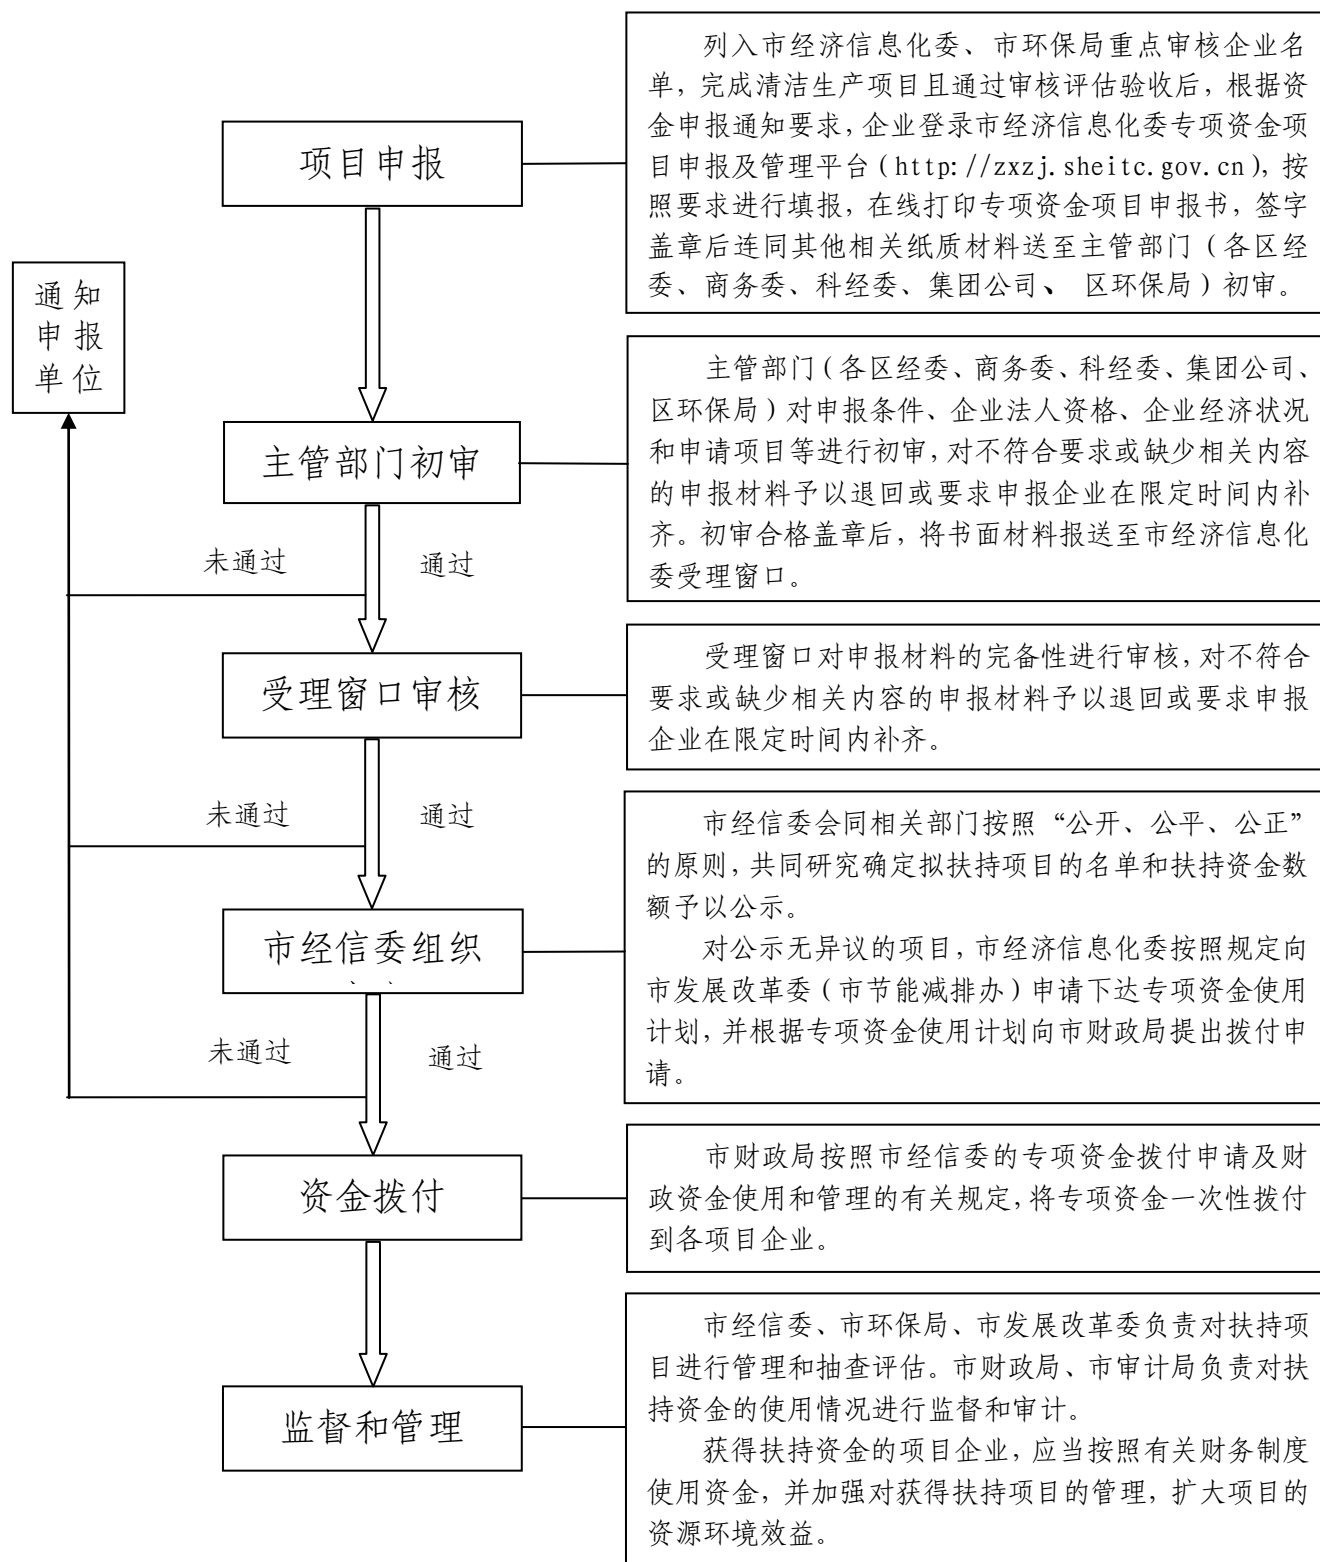 列入市经济信息化委、市环保局重点审核企业名
单，完成清洁生产项目且通过审核评估验收后，根据资
金申报通知要求，企业登录市经济信息化委专项资金项
目申报及管理平台（http://zxzj.sheitc.gov.cn），按
照要求进行填报，在线打印专项资金项目申报书，签字
盖章后连同其他相关纸质材料送至主管部门（各区经
委、商务委、科经委、集团公司、 区环保局）初审。
项目申报
通知
申报
单位
主管部门（各区经委、商务委、科经委、集团公司、
区环保局）对申报条件、企业法人资格、企业经济状况
和申请项目等进行初审，对不符合要求或缺少相关内容
的申报材料予以退回或要求申报企业在限定时间内补
齐。初审合格盖章后，将书面材料报送至市经济信息化
委受理窗口。
主管部门初审
未通过
通过
受理窗口对申报材料的完备性进行审核，对不符合
要求或缺少相关内容的申报材料予以退回或要求申报
企业在限定时间内补齐。
受理窗口审核
未通过
通过
市经信委会同相关部门按照“公开、公平、公正”
的原则，共同研究确定拟扶持项目的名单和扶持资金数
额予以公示。
对公示无异议的项目，市经济信息化委按照规定向
市发展改革委（市节能减排办）申请下达专项资金使用
计划，并根据专项资金使用计划向市财政局提出拨付申
请。
市经信委组织
未通过
通过
市财政局按照市经信委的专项资金拨付申请及财
政资金使用和管理的有关规定，将专项资金一次性拨付
到各项目企业。
资金拨付
市经信委、市环保局、市发展改革委负责对扶持项
目进行管理和抽查评估。市财政局、市审计局负责对扶
持资金的使用情况进行监督和审计。
获得扶持资金的项目企业，应当按照有关财务制度
使用资金，并加强对获得扶持项目的管理，扩大项目的
资源环境效益。
监督和管理